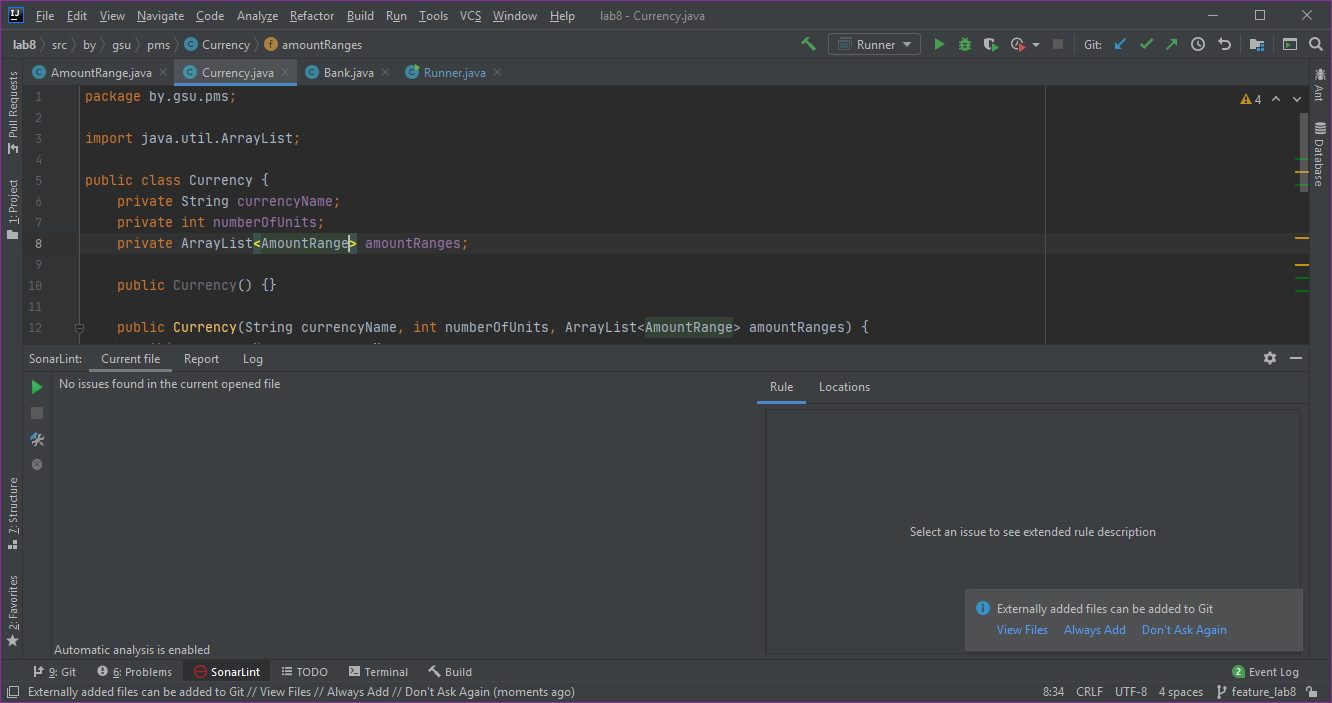 File Edit View Navigate Code Analyze Refactor Build Run Tools VCS Window Help lab8 - Currency.java
lab8 src by gsu pms Currency amountRanges
Runner Git:
AmountRange.java Currency.java Bank.java Runner.java
Pull Requests
1: Project
7: Structure
2: Favorites
1 package by.gsu.pms;
2
3 import java.util.ArrayList;
4
5 public class Currency {
6 private String currencyName;
7 private int numberOfUnits;
8 private ArrayList<AmountRange> amountRanges;
9
10 public Currency() {}
11
12 public Currency(String currencyName, int numberOfUnits, ArrayList<AmountRange> amountRanges) {
4
Ant
Database
SonarLint: Current file Report Log
No issues found in the current opened file
Automatic analysis is enabled
Rule Locations
Select an issue to see extended rule description
Externally added files can be added to Git
View Files Always Add Don't Ask Again
9: Git 6: Problems SonarLint TODO Terminal Build 2 Event Log
Externally added files can be added to Git // View Files // Always Add // Don't Ask Again (moments ago) 8:34 CRLF UTF-8 4 spaces feature_lab8